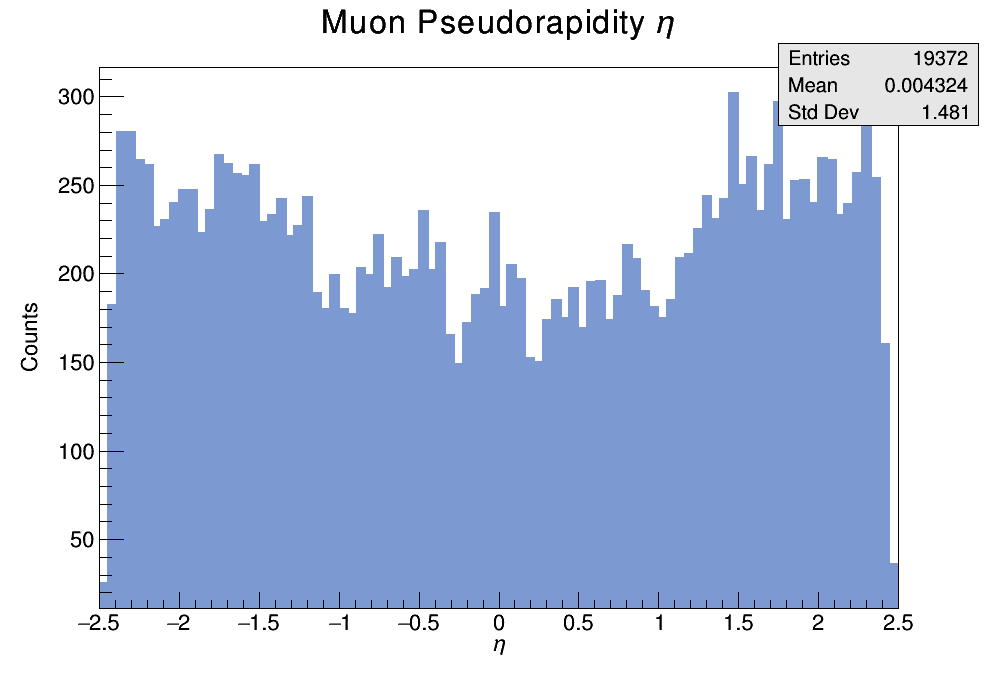 Muon Pseudorapidity η
Entries 19372
Mean 0.004324
Std Dev 1.481
300
250
200
150
100
50
Counts
−2.5 −2 −1.5 −1 −0.5 0 0.5 1 1.5 2 2.5
η